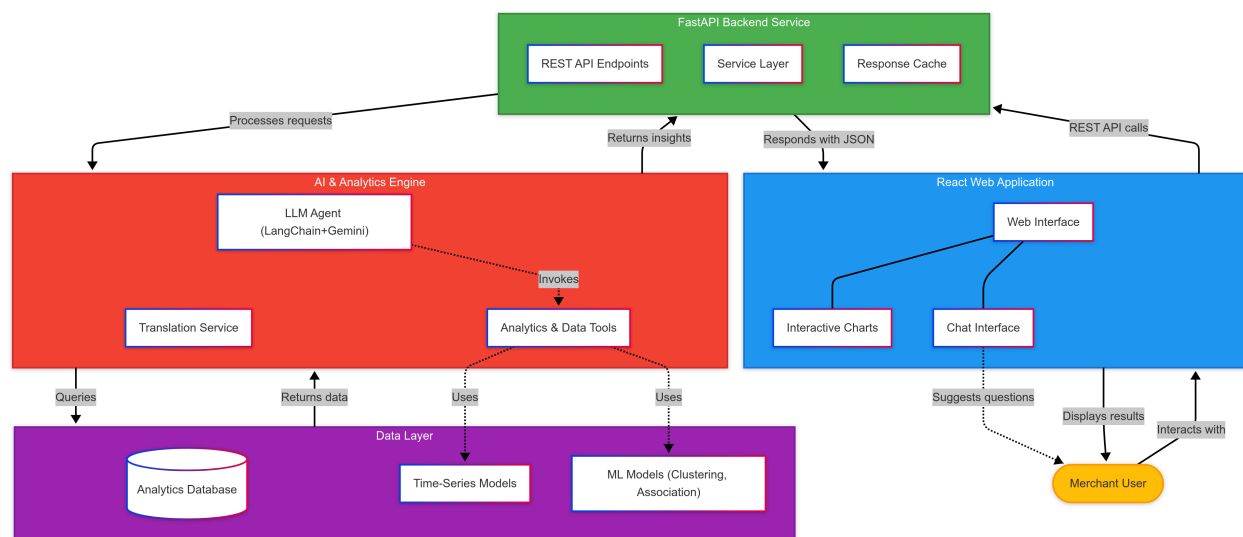 FastAPI Backend Service
REST API Endpoints
Service Layer
Response Cache
Processes requests
Returns insights
Responds with JSON
REST API calls
AI & Analytics Engine
LLM Agent
(LangChain+Gemini)
Invokes
Translation Service
Analytics & Data Tools
React Web Application
Web Interface
Interactive Charts
Chat Interface
Queries
Returns data
Uses
Uses
Suggests questions
Displays results
Interacts with
Data Layer
Analytics Database
Time-Series Models
ML Models (Clustering,
Association)
Merchant User